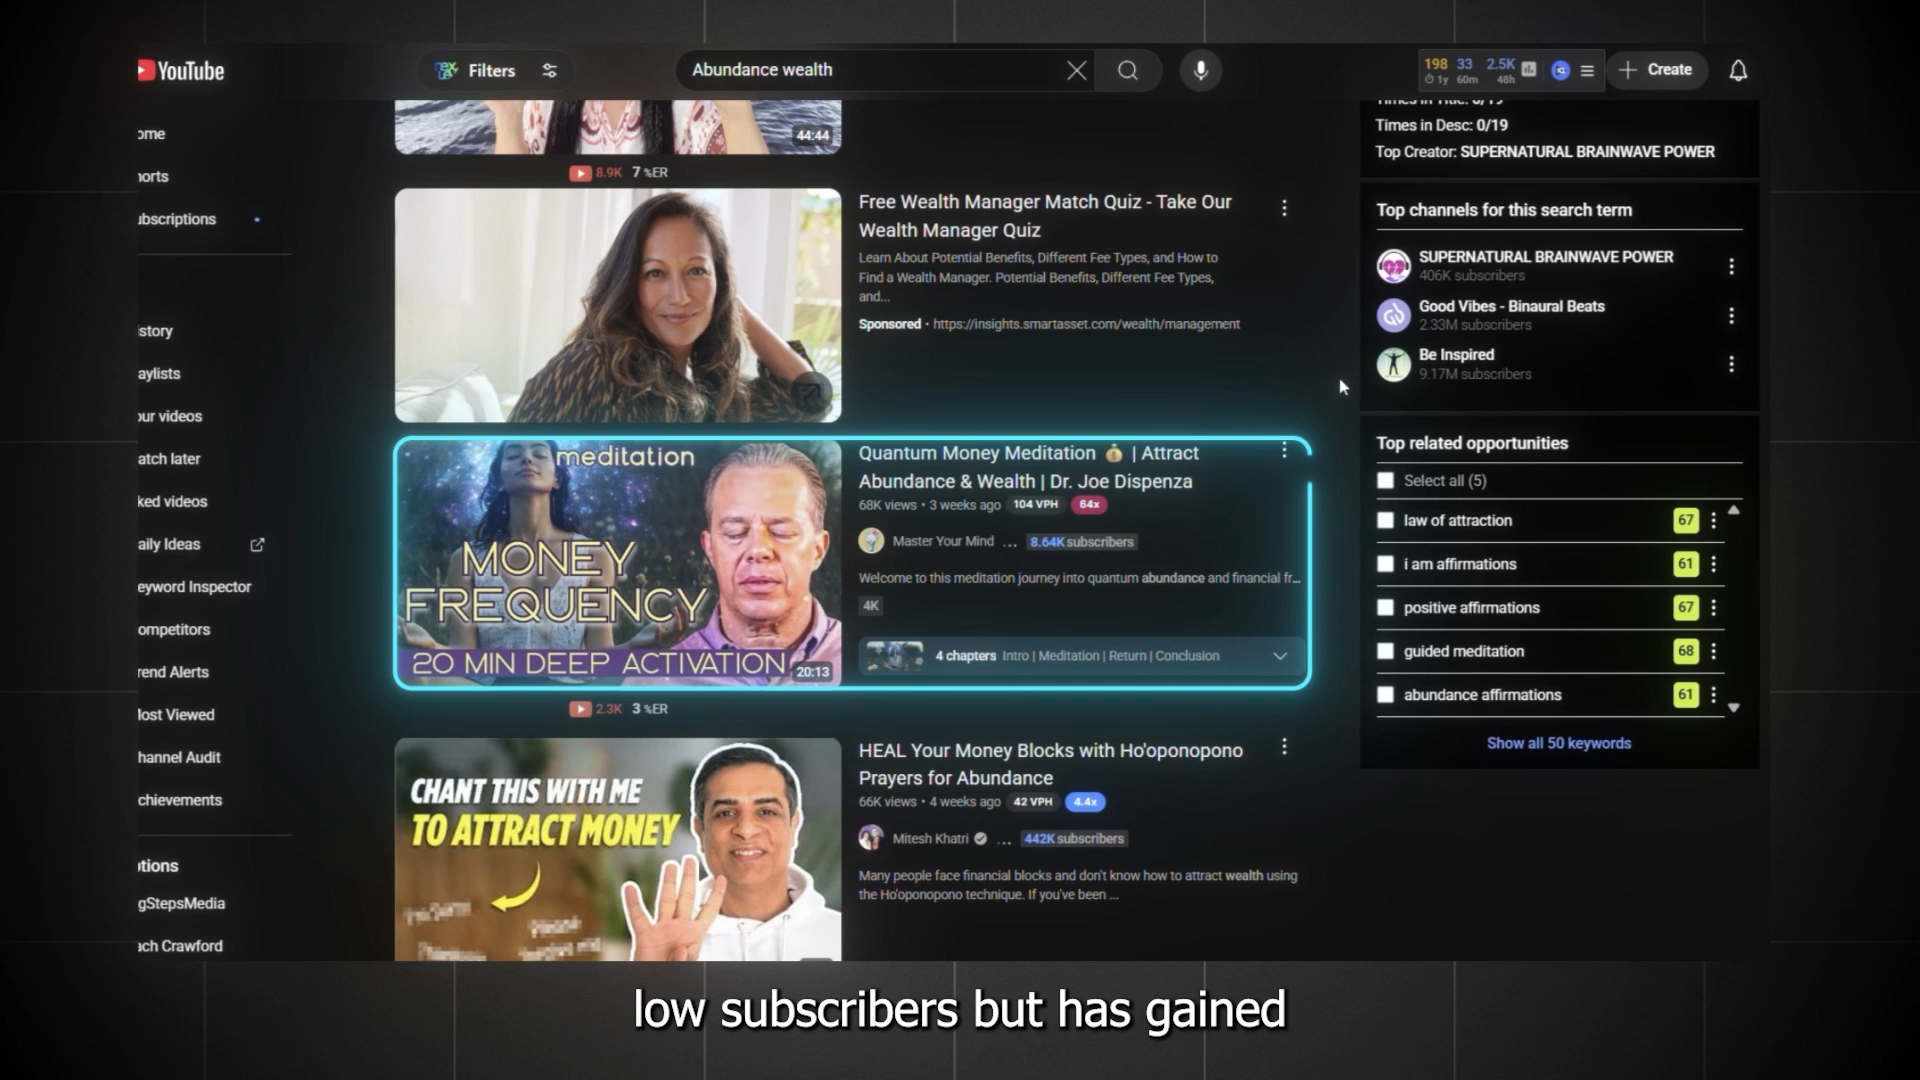 YouTube
Filters
Abundance wealth
198 33 2.5K
1y 60m 48h
Create
ome
orts
ubscriptions
istory
aylists
our videos
atch later
ked videos
aily Ideas
eyword Inspector
ompetitors
rend Alerts
Most Viewed
hannel Audit
chievements
tions
gStepsMedia
ach Crawford
44:44
8.9K 7 %ER
Free Wealth Manager Match Quiz - Take Our
Wealth Manager Quiz
Learn About Potential Benefits, Different Fee Types, and How to
Find a Wealth Manager. Potential Benefits, Different Fee Types,
and...
Sponsored · https://insights.smartasset.com/wealth/management
meditation
MONEY
FREQUENCY
20 MIN DEEP ACTIVATION
20:13
Quantum Money Meditation 💰 | Attract
Abundance & Wealth | Dr. Joe Dispenza
68K views • 3 weeks ago 104 VPH 64x
Master Your Mind ... 8.64K subscribers
Welcome to this meditation journey into quantum abundance and financial fr...
4K
4 chapters Intro | Meditation | Return | Conclusion
2.3K 3 %ER
CHANT THIS WITH ME
TO ATTRACT MONEY
HEAL Your Money Blocks with Ho'oponopono
Prayers for Abundance
66K views • 4 weeks ago 42 VPH 4.4x
Mitesh Khatri ... 442K subscribers
Many people face financial blocks and don't know how to attract wealth using
the Ho'oponopono technique. If you've been ...
Times in Title: 0/19
Times in Desc: 0/19
Top Creator: SUPERNATURAL BRAINWAVE POWER
Top channels for this search term
SUPERNATURAL BRAINWAVE POWER
406K subscribers
Good Vibes - Binaural Beats
2.33M subscribers
Be Inspired
9.17M subscribers
Top related opportunities
Select all (5)
law of attraction 67
i am affirmations 61
positive affirmations 67
guided meditation 68
abundance affirmations 61
Show all 50 keywords
low subscribers but has gained